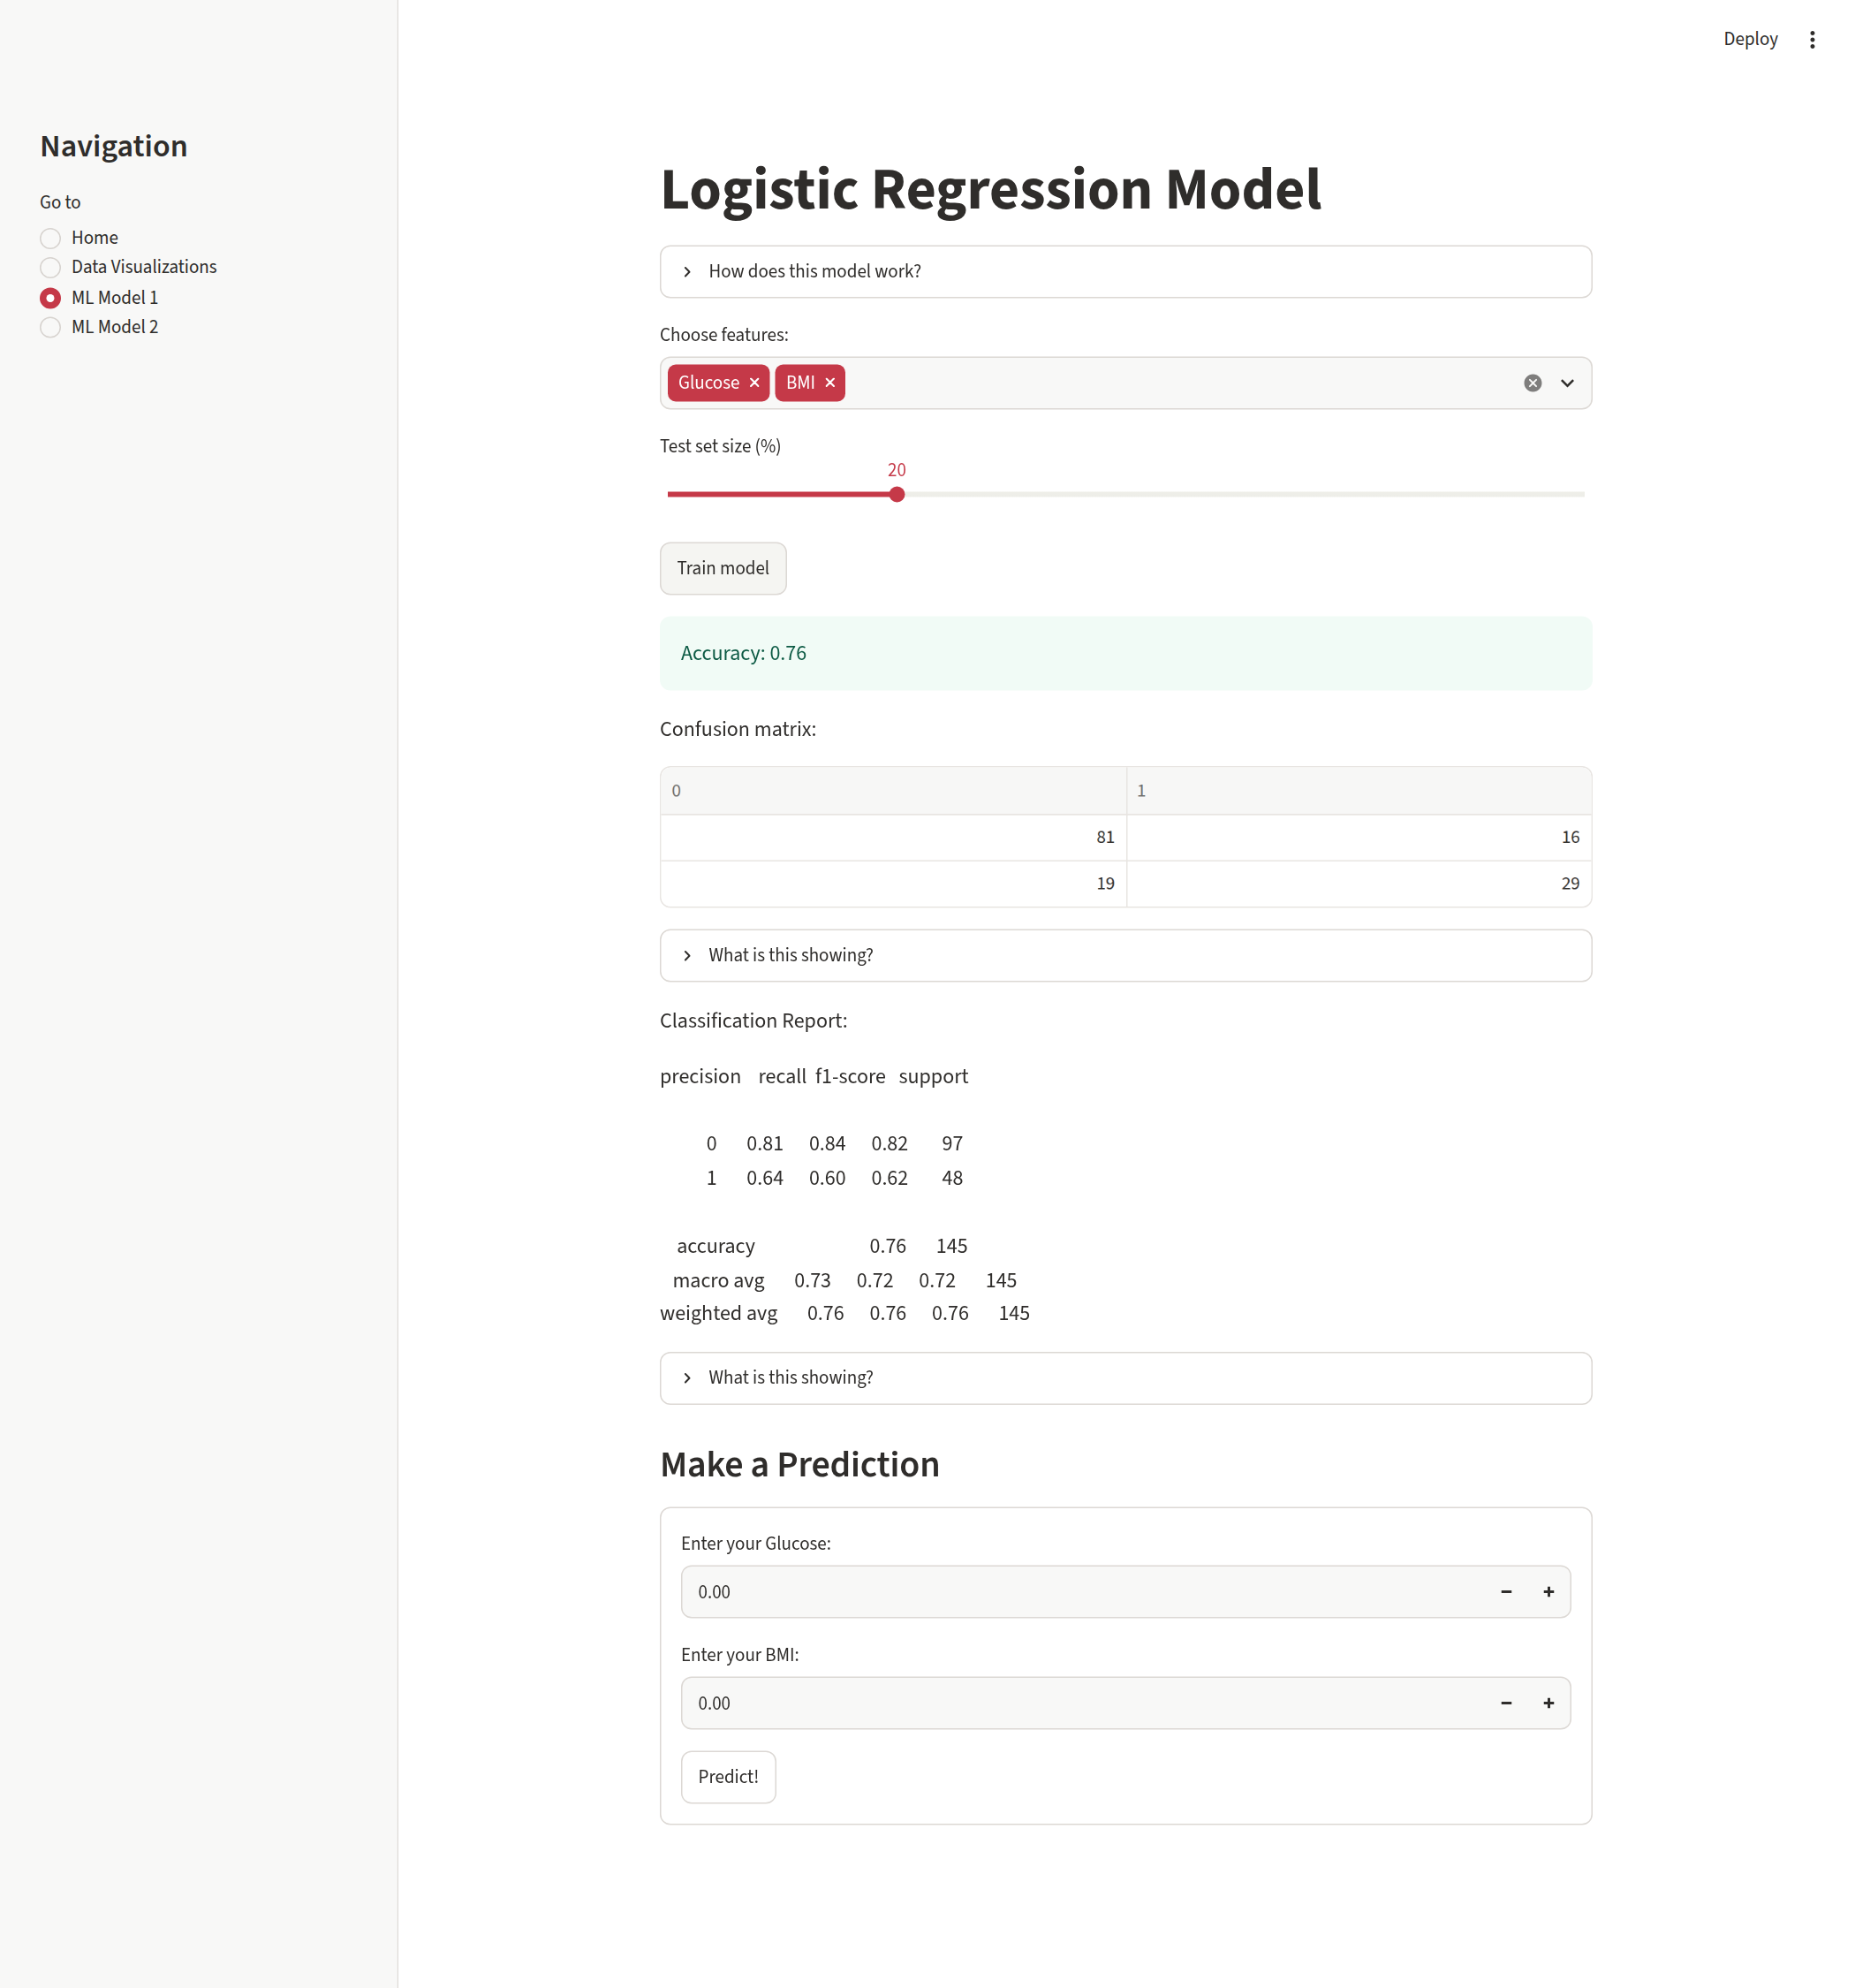 Deploy
Navigation
Go to
Home
Data Visualizations
ML Model 1
ML Model 2
Logistic Regression Model
How does this model work?
Choose features:
Glucose BMI
Test set size (%)
20
Train model
Accuracy: 0.76
Confusion matrix:
0 1
81 16
19 29
What is this showing?
Classification Report:
precision recall f1-score support
0 0.81 0.84 0.82 97
1 0.64 0.60 0.62 48
accuracy 0.76 145
macro avg 0.73 0.72 0.72 145
weighted avg 0.76 0.76 0.76 145
What is this showing?
Make a Prediction
Enter your Glucose:
0.00
Enter your BMI:
0.00
Predict!